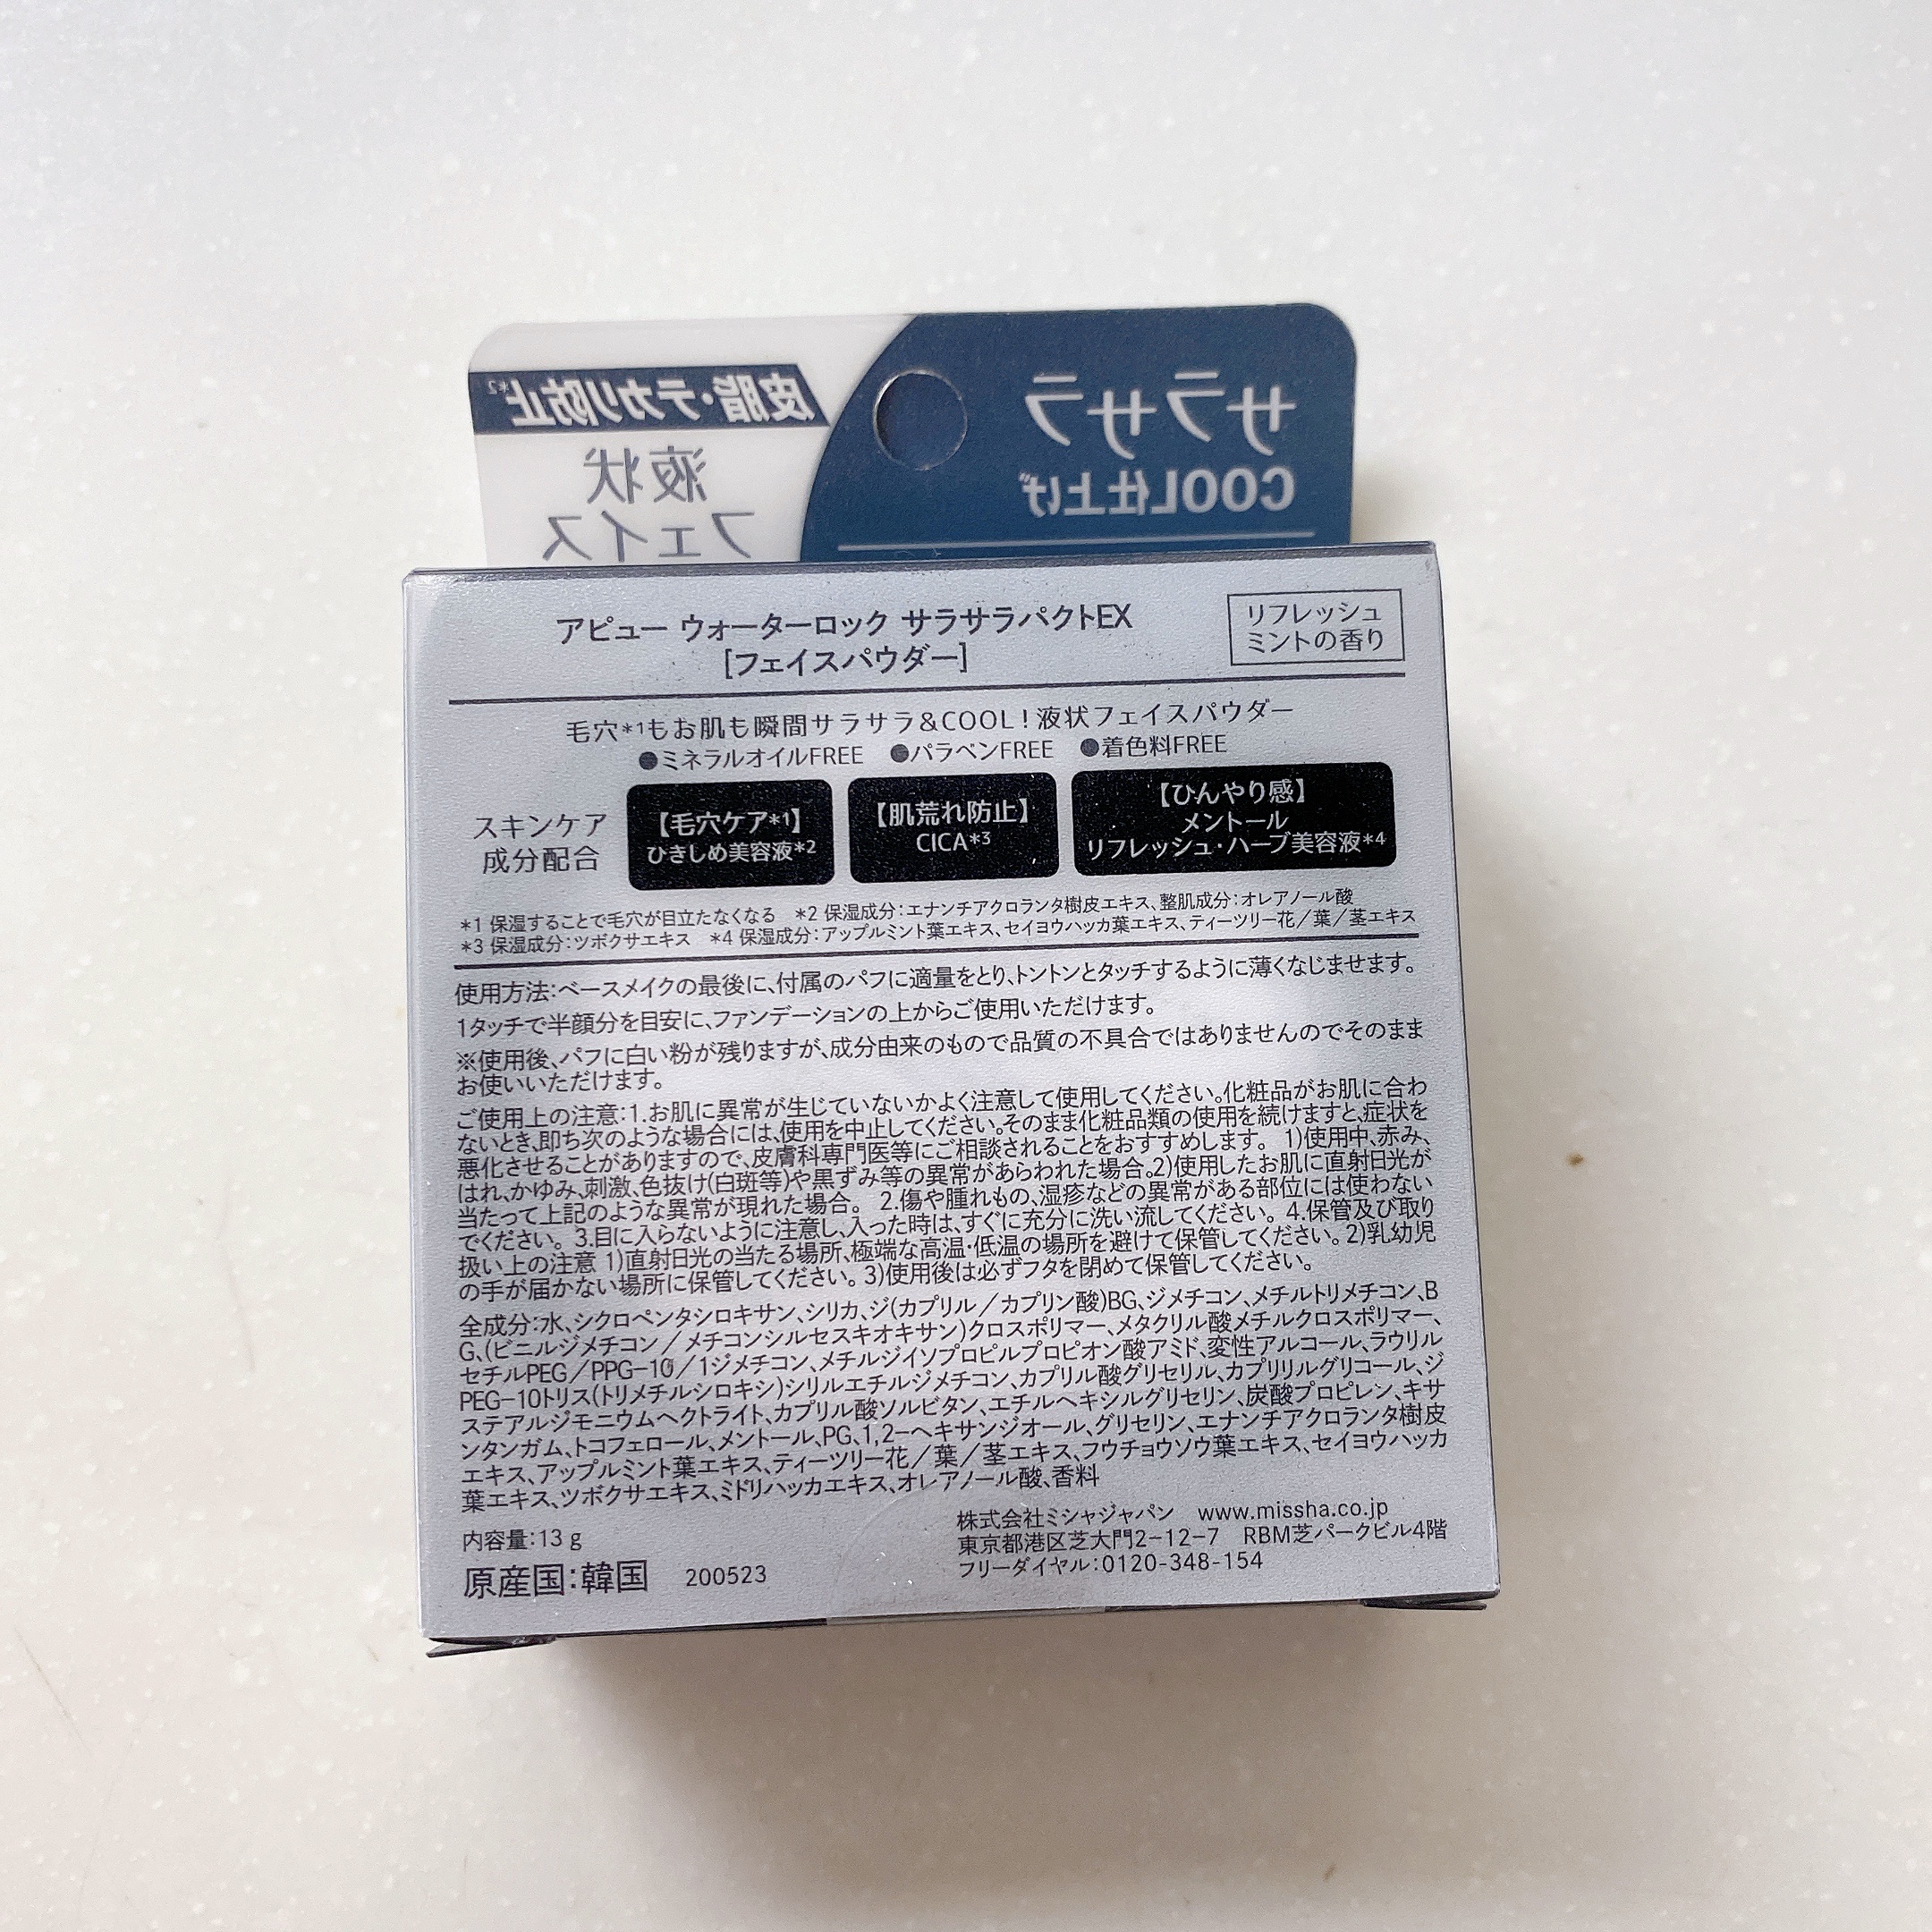 サラサラ
COOL仕上げ
皮脂・テカリ防止*2
液状
フェイス
アピュー ウォーターロック サラサラパクトEX
[フェイスパウダー]
リフレッシュ
ミントの香り
毛穴*1もお肌も瞬間サラサラ&COOL!液状フェイスパウダー
●ミネラルオイルFREE ●パラベンFREE ●着色料FREE
スキンケア
成分配合
【毛穴ケア*1】
ひきしめ美容液*2
【肌荒れ防止】
CICA*3
【ひんやり感】
メントール
リフレッシュ・ハーブ美容液*4
*1 保湿することで毛穴が目立たなくなる *2 保湿成分:エナンチアクロランタ樹皮エキス、整肌成分:オレアノール酸
*3 保湿成分:ツボクサエキス *4 保湿成分:アップルミント葉エキス、セイヨウハッカ葉エキス、ティーツリー花/葉/茎エキス
使用方法:ベースメイクの最後に、付属のパフに適量をとり、トントンとタッチするように薄くなじませます。
1タッチで半顔分を目安に、ファンデーションの上からご使用いただけます。
※使用後、パフに白い粉が残りますが、成分由来のもので品質の不具合ではありませんのでそのまま
お使いいただけます。
ご使用上の注意:1.お肌に異常が生じていないかよく注意して使用してください。化粧品がお肌に合わ
ないとき、即ち次のような場合には、使用を中止してください。そのまま化粧品類の使用を続けますと、症状を
悪化させることがありますので、皮膚科専門医等にご相談されることをおすすめします。 1)使用中、赤み、
はれ、かゆみ、刺激、色抜け(白斑等)や黒ずみ等の異常があらわれた場合。2)使用したお肌に直射日光が
当たって上記のような異常が現れた場合。 2.傷や腫れもの、湿疹などの異常がある部位には使わない
でください。 3.目に入らないように注意し、入った時は、すぐに充分に洗い流してください。 4.保管及び取り
扱い上の注意 1)直射日光の当たる場所、極端な高温・低温の場所を避けて保管してください。 2)乳幼児
の手が届かない場所に保管してください。 3)使用後は必ずフタを閉めて保管してください。
全成分:水、シクロペンタシロキサン、シリカ、ジ(カプリル/カプリン酸)BG、ジメチコン、メチルトリメチコン、B
G、(ビニルジメチコン/メチコンシルセスキオキサン)クロスポリマー、メタクリル酸メチルクロスポリマー、
セチルPEG/PPG-10/1ジメチコン、メチルジイソプロピルプロピオン酸アミド、変性アルコール、ラウリル
PEG-10トリス(トリメチルシロキシ)シリルエチルジメチコン、カプリル酸グリセリル、カプリリルグリコール、ジ
ステアルジモニウムヘクトライト、カプリル酸ソルビタン、エチルヘキシルグリセリン、炭酸プロピレン、キサ
ンタンガム、トコフェロール、メントール、PG、1,2-ヘキサンジオール、グリセリン、エナンチアクロランタ樹皮
エキス、アップルミント葉エキス、ティーツリー花/葉/茎エキス、フウチョウソウ葉エキス、セイヨウハッカ
葉エキス、ツボクサエキス、ミドリハッカエキス、オレアノール酸、香料
内容量:13g
原産国:韓国 200523
株式会社ミシャジャパン www.missha.co.jp
東京都港区芝大門2-12-7 RBM芝パークビル4階
フリーダイヤル:0120-348-154